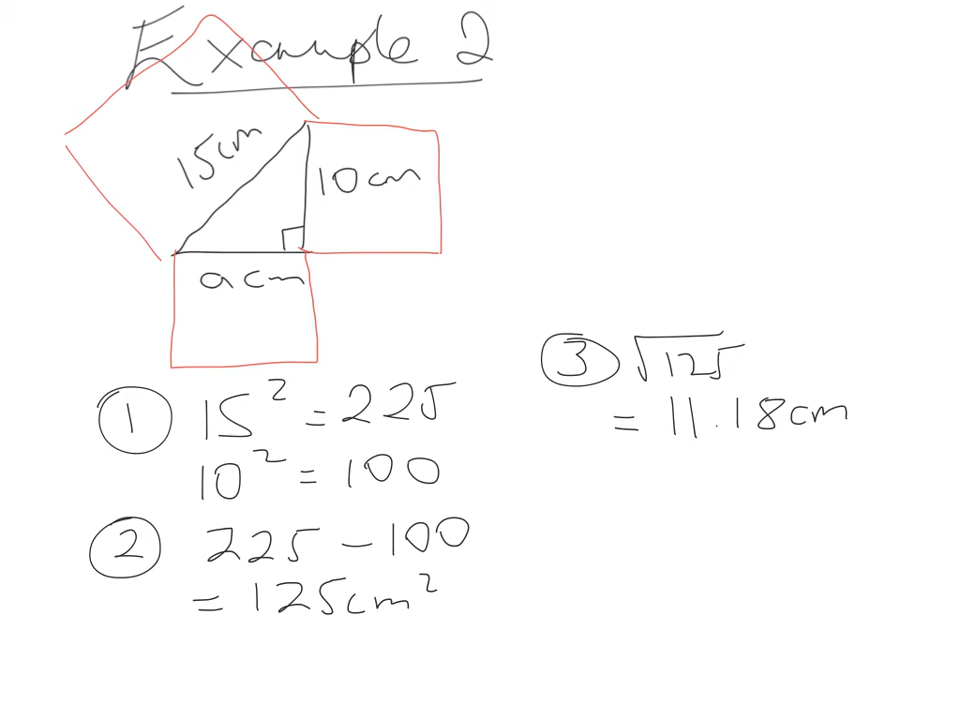 Example 2
15cm
10cm
a cm
① 15² = 225
10² = 100
② 225 - 100
= 125cm²
③ √125
= 11.18cm